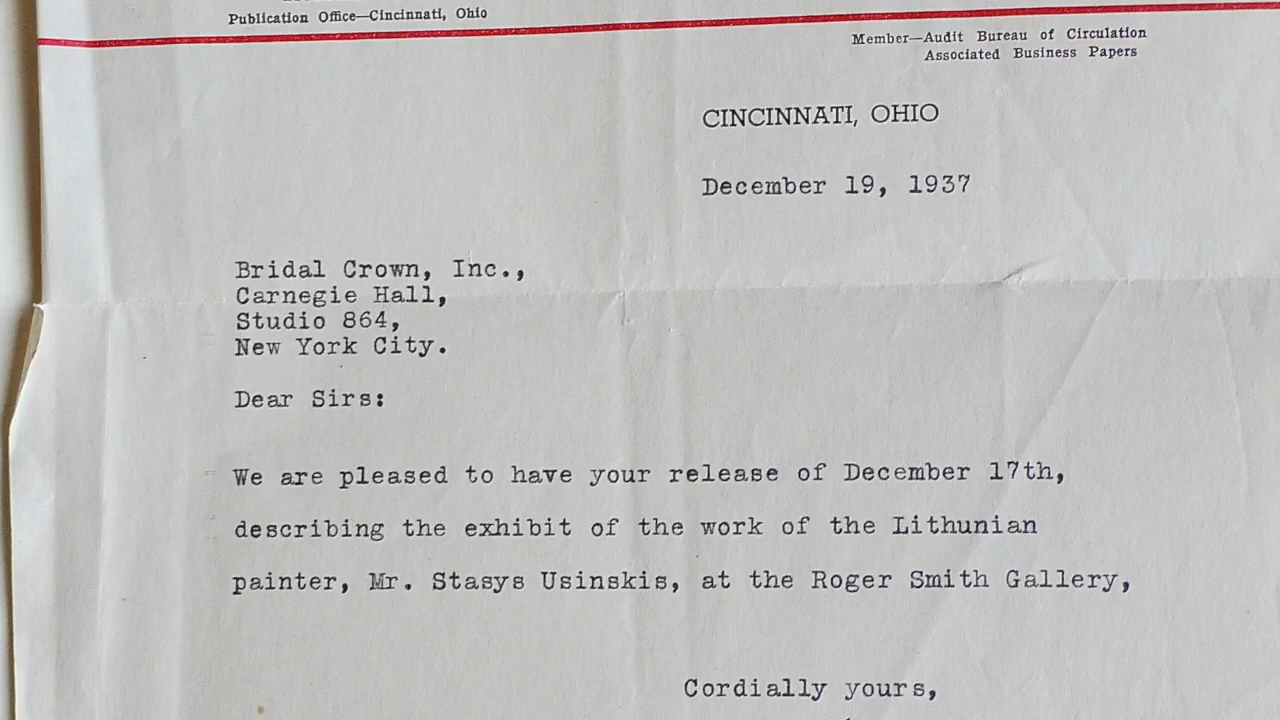 Publication Office—Cincinnati, Ohio
Member—Audit Bureau of Circulation
Associated Business Papers
CINCINNATI, OHIO
December 19, 1937
Bridal Crown, Inc.,
Carnegie Hall,
Studio 864,
New York City.
Dear Sirs:
We are pleased to have your release of December 17th,
describing the exhibit of the work of the Lithunian
painter, Mr. Stasys Usinskis, at the Roger Smith Gallery,
Cordially yours,